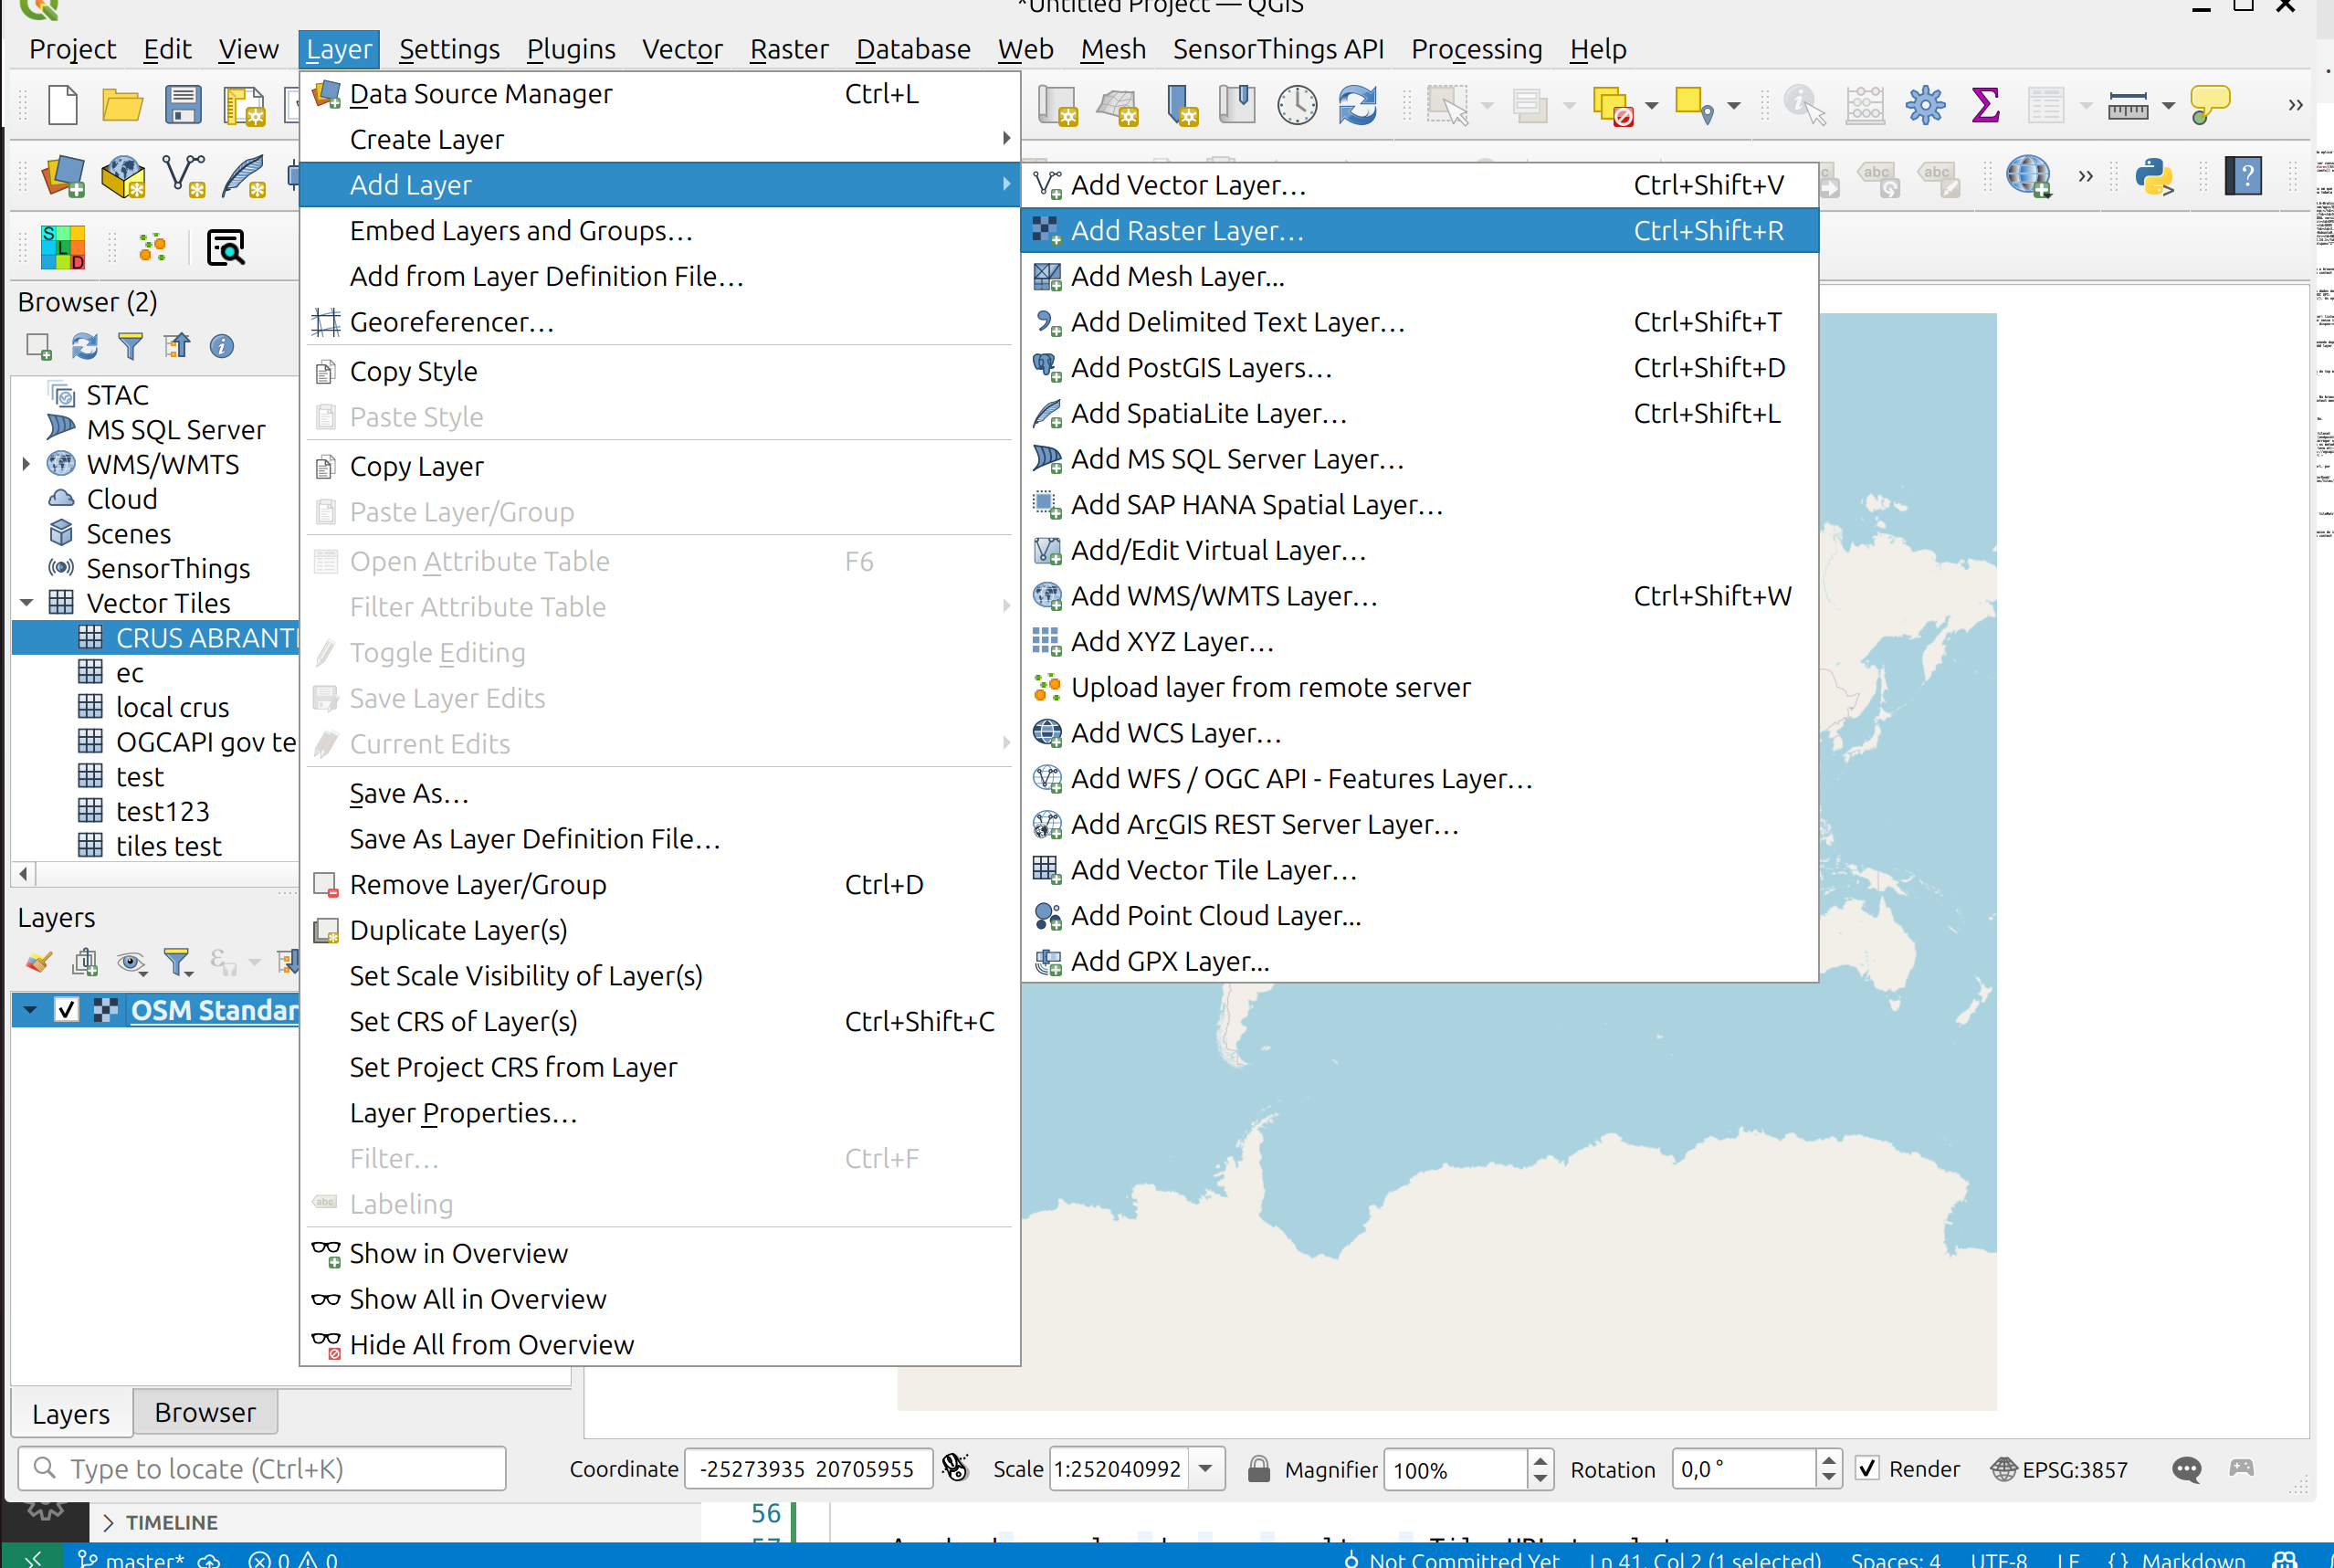 *Untitled Project — QGIS
Project Edit View Layer Settings Plugins Vector Raster Database Web Mesh SensorThings API Processing Help
Data Source Manager Ctrl+L
Create Layer
Add Layer
Embed Layers and Groups…
Add from Layer Definition File…
Georeferencer…
Copy Style
Paste Style
Copy Layer
Paste Layer/Group
Open Attribute Table F6
Filter Attribute Table
Toggle Editing
Save Layer Edits
Current Edits
Save As…
Save As Layer Definition File…
Remove Layer/Group Ctrl+D
Duplicate Layer(s)
Set Scale Visibility of Layer(s)
Set CRS of Layer(s) Ctrl+Shift+C
Set Project CRS from Layer
Layer Properties…
Filter… Ctrl+F
Labeling
Show in Overview
Show All in Overview
Hide All from Overview
Add Vector Layer… Ctrl+Shift+V
Add Raster Layer… Ctrl+Shift+R
Add Mesh Layer...
Add Delimited Text Layer… Ctrl+Shift+T
Add PostGIS Layers… Ctrl+Shift+D
Add SpatiaLite Layer… Ctrl+Shift+L
Add MS SQL Server Layer…
Add SAP HANA Spatial Layer…
Add/Edit Virtual Layer…
Add WMS/WMTS Layer… Ctrl+Shift+W
Add XYZ Layer…
Upload layer from remote server
Add WCS Layer…
Add WFS / OGC API - Features Layer…
Add ArcGIS REST Server Layer…
Add Vector Tile Layer…
Add Point Cloud Layer...
Add GPX Layer...
abc abc
S L D
Browser (2)
STAC
MS SQL Server
WMS/WMTS
Cloud
Scenes
SensorThings
Vector Tiles
CRUS ABRANT
ec
local crus
OGCAPI gov te
test
test123
tiles test
Layers
OSM Standar
Layers Browser
Type to locate (Ctrl+K) Coordinate -25273935 20705955 Scale 1:252040992 Magnifier 100% Rotation 0,0 ° Render EPSG:3857
TIMELINE 56
master* 0 0 Not Committed Yet Ln 41, Col 2 (1 selected) Spaces: 4 UTF-8 LF {} Markdown